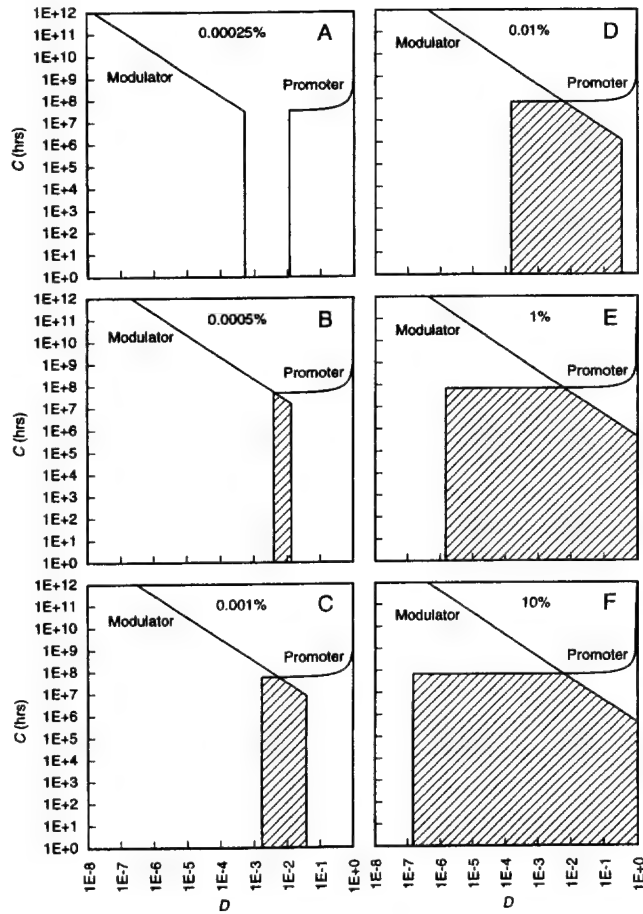 0.00025%
A
Modulator
Promoter
C (hrs)
1E+12
1E+11
1E+10
1E+9
1E+8
1E+7
1E+6
1E+5
1E+4
1E+3
1E+2
1E+1
1E+0
0.01%
D
Modulator
Promoter
0.0005%
B
Modulator
Promoter
C (hrs)
1E+12
1E+11
1E+10
1E+9
1E+8
1E+7
1E+6
1E+5
1E+4
1E+3
1E+2
1E+1
1E+0
1%
E
Modulator
Promoter
0.001%
C
Modulator
Promoter
C (hrs)
1E+12
1E+11
1E+10
1E+9
1E+8
1E+7
1E+6
1E+5
1E+4
1E+3
1E+2
1E+1
1E+0
1E-8
1E-7
1E-6
1E-5
1E-4
1E-3
1E-2
1E-1
1E+0
D
10%
F
Modulator
Promoter
1E-8
1E-7
1E-6
1E-5
1E-4
1E-3
1E-2
1E-1
1E+0
D